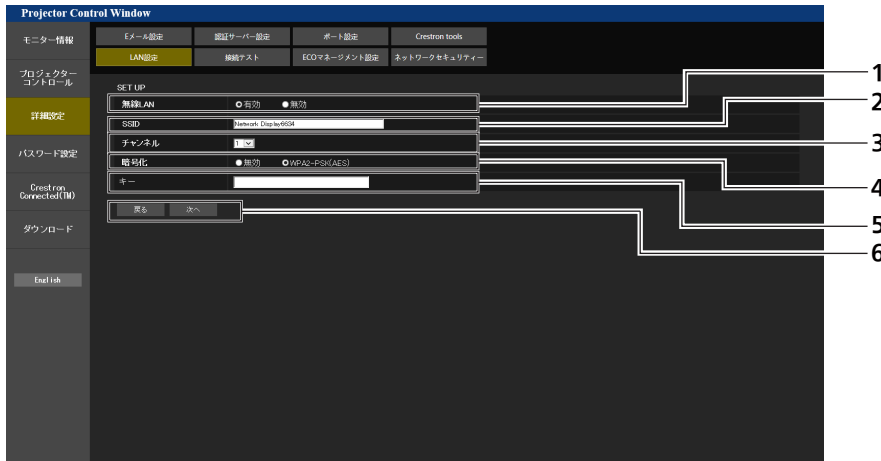 Projector Control Window
モニター情報
プロジェクター
コントロール
詳細設定
パスワード設定
Crestron
Connected(TM)
ダウンロード
English
Eメール設定 認証サーバー設定 ポート設定 Crestron tools
LAN設定 接続テスト ECOマネージメント設定 ネットワークセキュリティー
SET UP
無線LAN 有効 無効
SSID Network Display6634
チャンネル 1
暗号化 無効 WPA2-PSK(AES)
キー
戻る 次へ
1
2
3
4
5
6